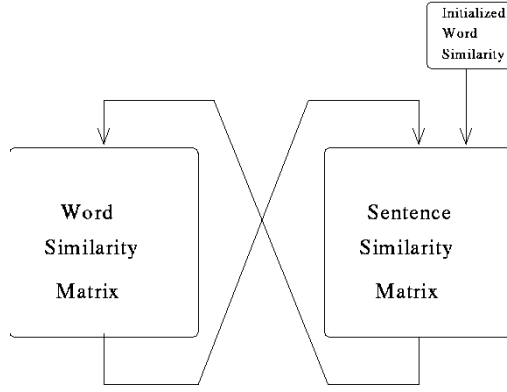 Initialized
Word
Similarity
Word
Similarity
Matrix
Sentence
Similarity
Matrix